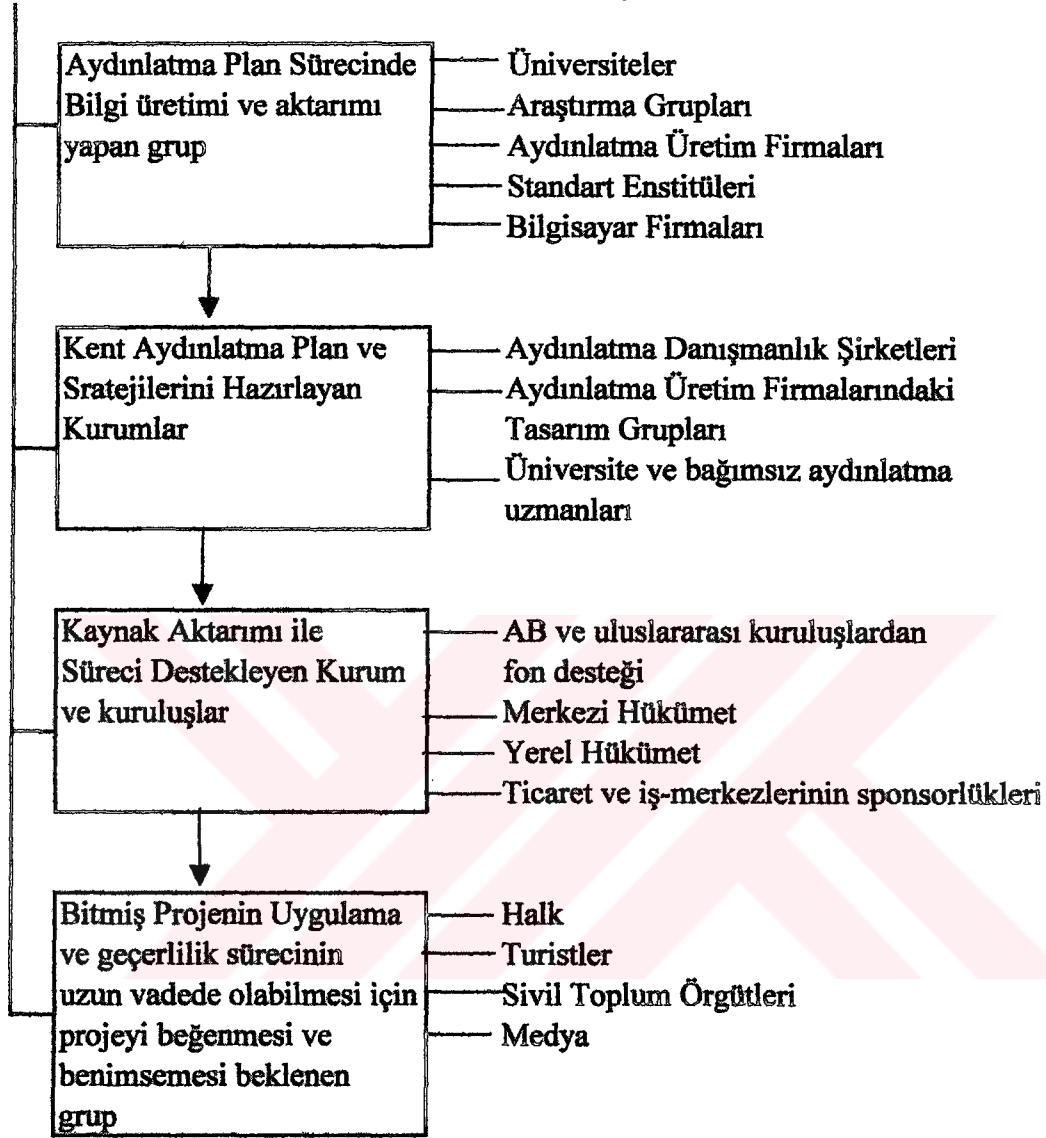 Aydınlatma Plan Sürecinde
Bilgi üretimi ve aktarımı
yapan grup
Üniversiteler
Araştırma Grupları
Aydınlatma Üretim Firmaları
Standart Enstitüleri
Bilgisayar Firmaları
Kent Aydınlatma Plan ve
Sratejilerini Hazırlayan
Kurumlar
Aydınlatma Danışmanlık Şirketleri
Aydınlatma Üretim Firmalarındaki
Tasarım Grupları
Üniversite ve bağımsız aydınlatma
uzmanları
Kaynak Aktarımı ile
Süreci Destekleyen Kurum
ve kuruluşlar
AB ve uluslararası kuruluşlardan
fon desteği
Merkezi Hükümet
Yerel Hükümet
Ticaret ve iş-merkezlerinin sponsorlükleri
Bitmiş Projenin Uygulama
ve geçerlilik sürecinin
uzun vadede olabilmesi için
projeyi beğenmesi ve
benimsemesi beklenen
grup
Halk
Turistler
Sivil Toplum Örgütleri
Medya